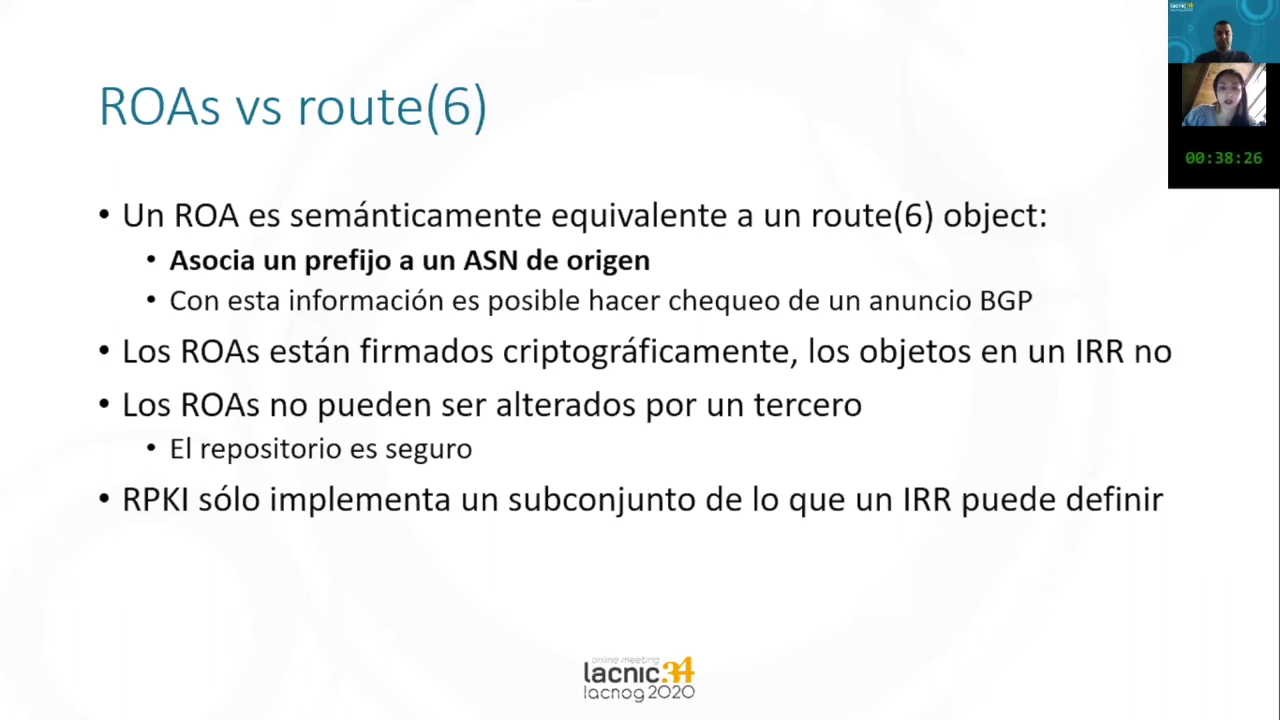 ROAs vs route(6)
• Un ROA es semánticamente equivalente a un route(6) object:
• Asocia un prefijo a un ASN de origen
• Con esta información es posible hacer chequeo de un anuncio BGP
• Los ROAs están firmados criptográficamente, los objetos en un IRR no
• Los ROAs no pueden ser alterados por un tercero
• El repositorio es seguro
• RPKI sólo implementa un subconjunto de lo que un IRR puede definir
lacnic34
00:38:26
online meeting
lacnic34
lacnog2020